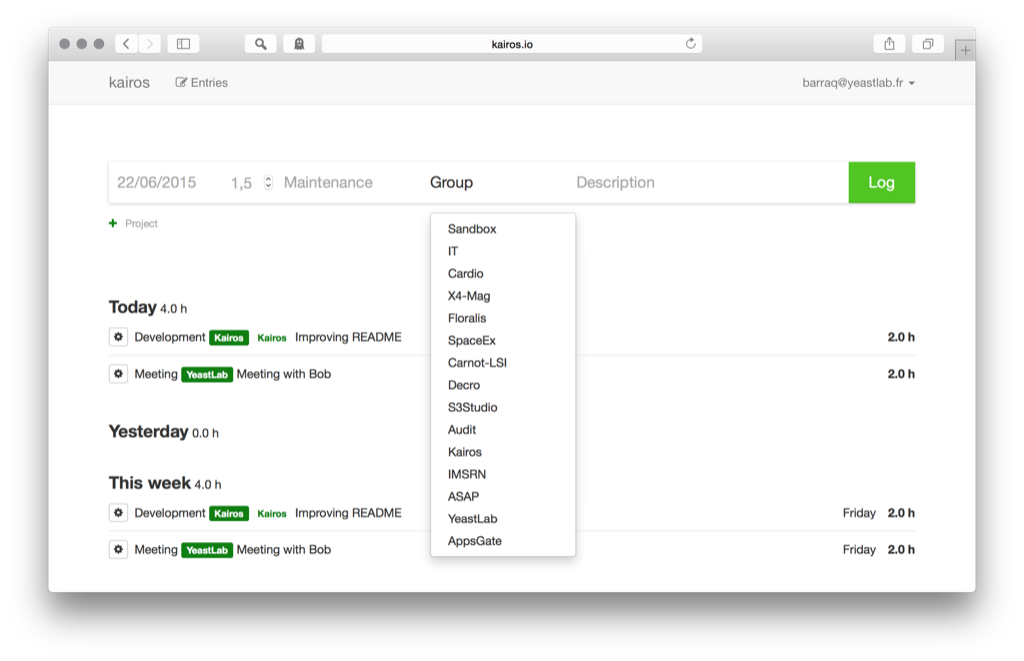 kairos.io
kairos Entries barraq@yeastlab.fr
22/06/2015 1,5 Maintenance Group Description Log
Project
Sandbox
IT
Cardio
X4-Mag
Floralis
SpaceEx
Carnot-LSI
Decro
S3Studio
Audit
Kairos
IMSRN
ASAP
YeastLab
AppsGate
Today 4.0 h
Development Kairos Kairos Improving README 2.0 h
Meeting YeastLab Meeting with Bob 2.0 h
Yesterday 0.0 h
This week 4.0 h
Development Kairos Kairos Improving README Friday 2.0 h
Meeting YeastLab Meeting with Bob Friday 2.0 h